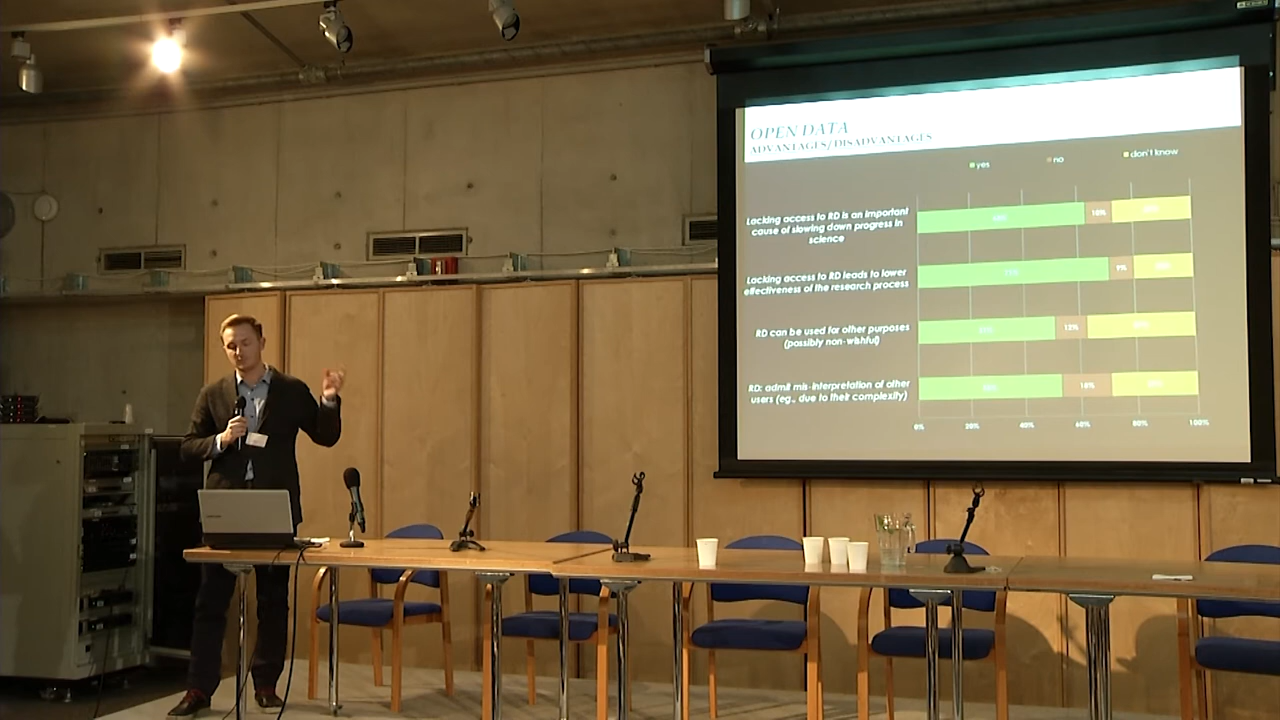 OPEN DATA
ADVANTAGES/DISADVANTAGES
yes no don't know
Lacking access to RD is an important
cause of slowing down progress in
science
10%
Lacking access to RD leads to lower
effectiveness of the research process
RD can be used for other purposes
(possibly non-wishful)
RD: admit mis-interpretation of other
users (eg., due to their complexity)
18%
0% 20% 40% 60% 80% 100%